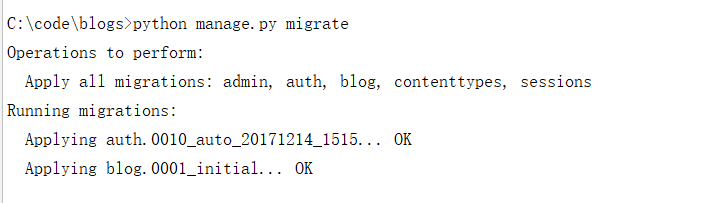 C:\code\blogs>python manage.py migrate
Operations to perform:
  Apply all migrations: admin, auth, blog, contenttypes, sessions
Running migrations:
  Applying auth.0010_auto_20171214_1515... OK
  Applying blog.0001_initial... OK